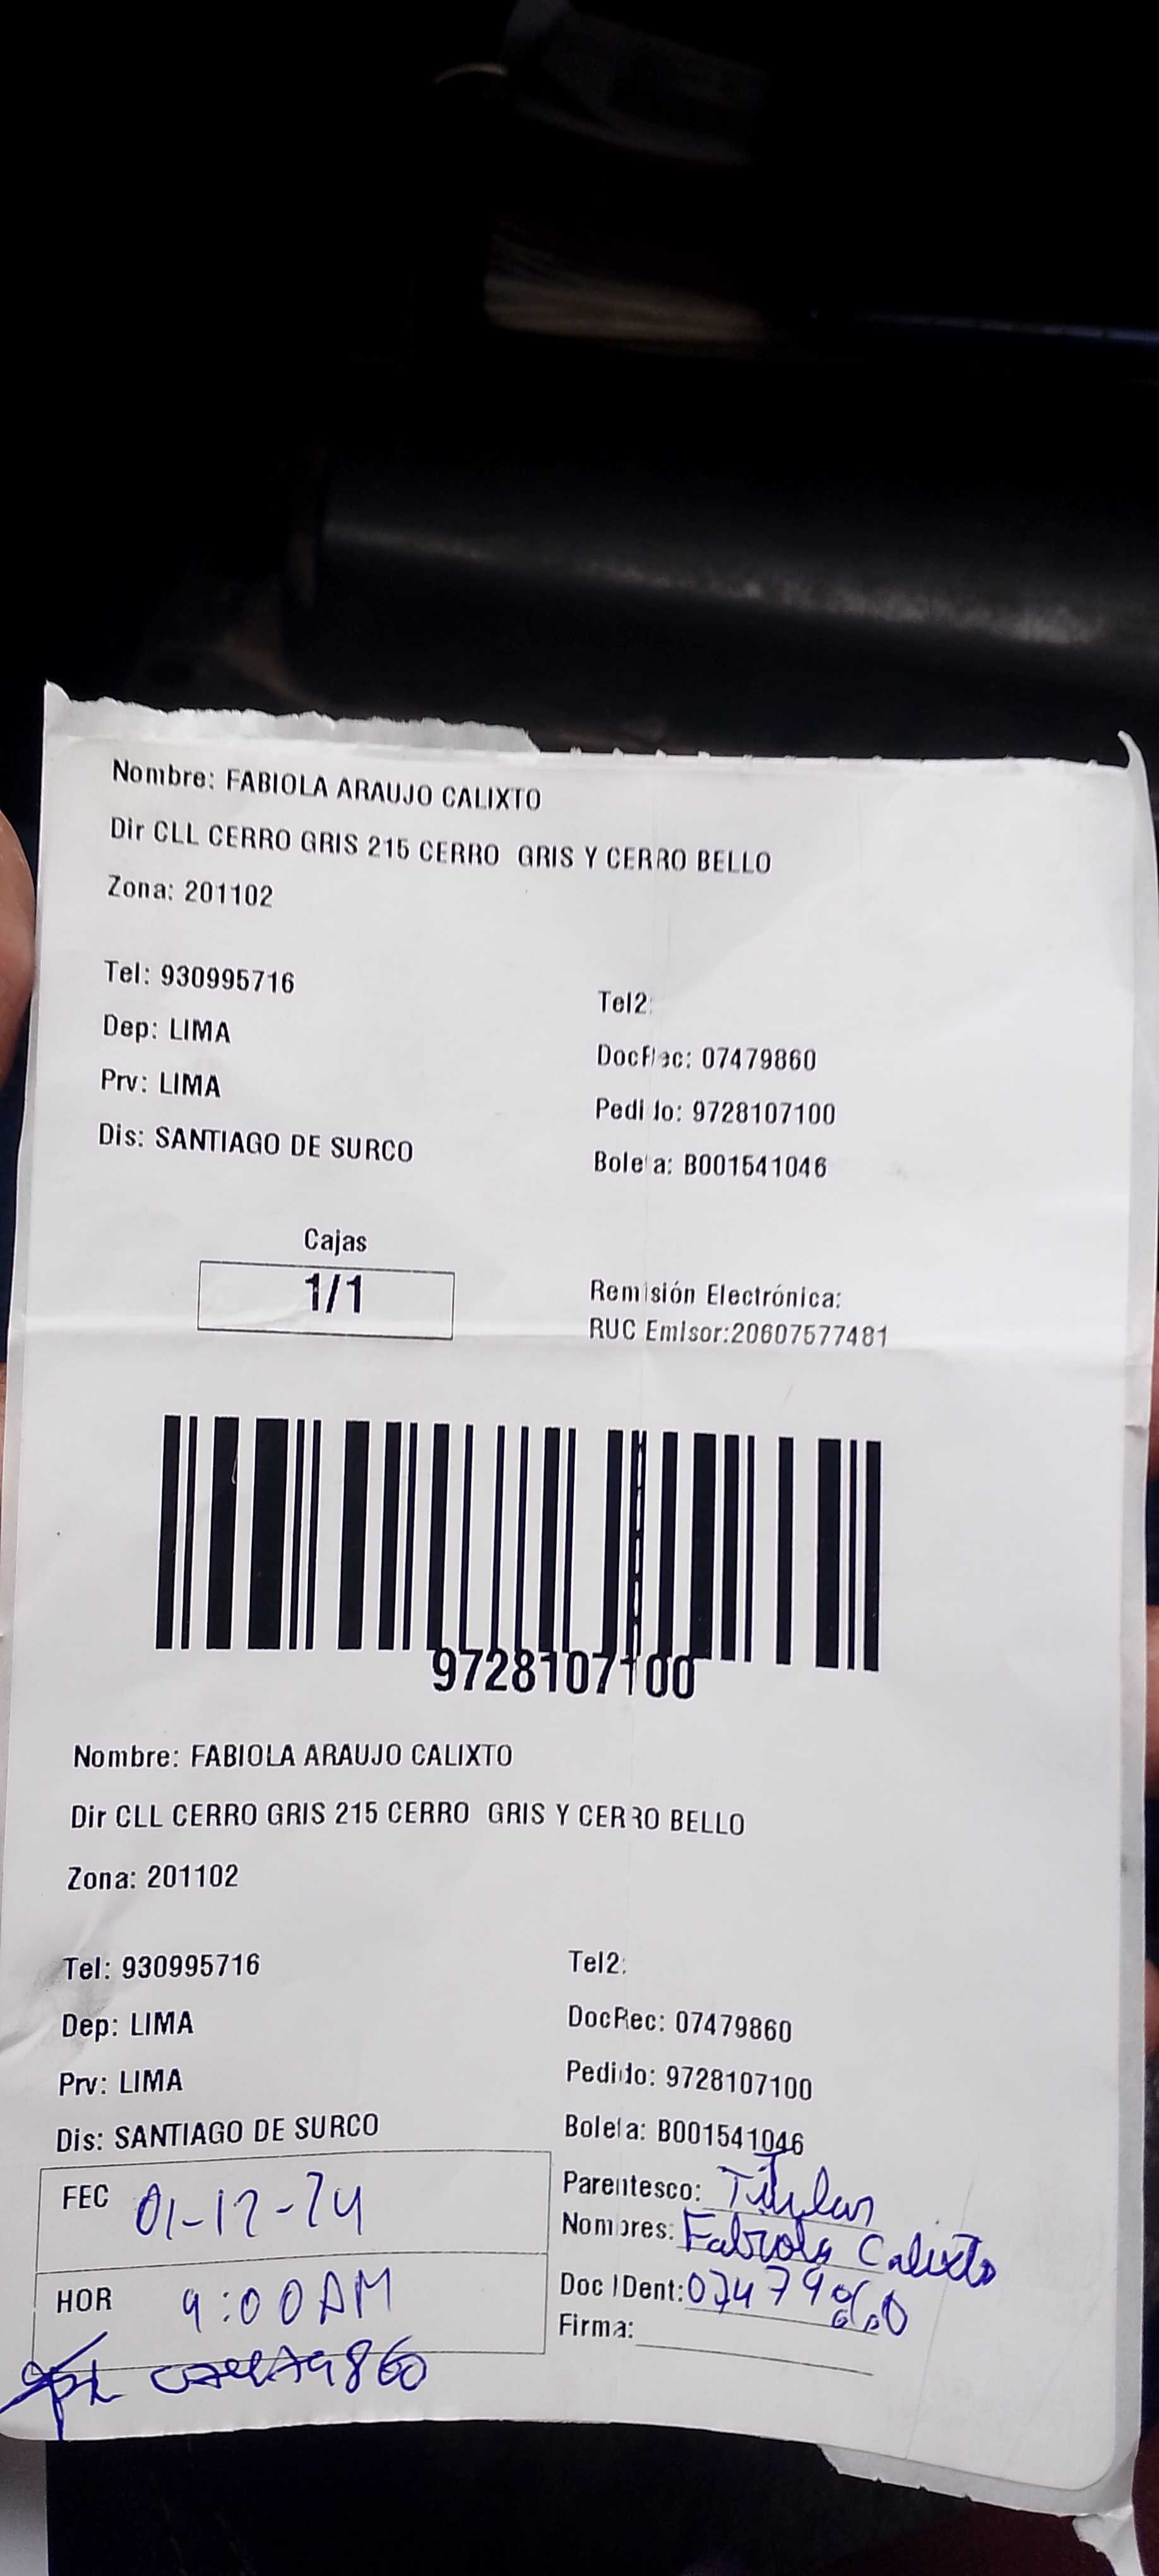 Nombre: FABIOLA ARAUJO CALIXTO
Dir CLL CERRO GRIS 215 CERRO GRIS Y CERRO BELLO
Zona: 201102
Tel: 930995716
Tel2:
Dep: LIMA
DocRec: 07479860
Prv: LIMA
Pedido: 9728107100
Dis: SANTIAGO DE SURCO
Boleta: B001541046
Cajas
1/1
Remisión Electrónica:
RUC Emisor:20607577481
9728107100
Nombre: FABIOLA ARAUJO CALIXTO
Dir CLL CERRO GRIS 215 CERRO GRIS Y CERRO BELLO
Zona: 201102
Tel: 930995716
Tel2:
Dep: LIMA
DocRec: 07479860
Prv: LIMA
Pedido: 9728107100
Dis: SANTIAGO DE SURCO
Boleta: B001541046
FEC 01-12-24
Parentesco: Titular
Nombres: Fabiola Calixto
HOR 9:00AM
Doc IDent: 07479860
Firma: